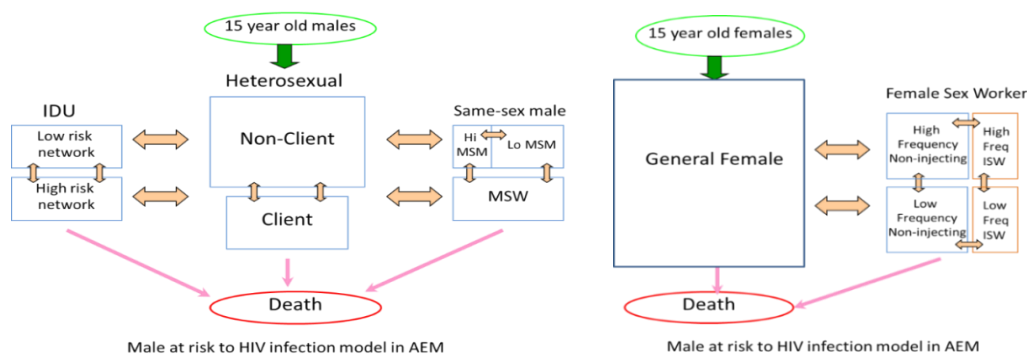 15 year old males
Heterosexual
IDU
Low risk
network
High risk
network
Non-Client
Client
Same-sex male
Hi
MSM
Lo MSM
MSW
Death
Male at risk to HIV infection model in AEM
15 year old females
General Female
Female Sex Worker
High
Frequency
Non-injecting
High
Freq
ISW
Low
Frequency
Non-injecting
Low
Freq
ISW
Death
Male at risk to HIV infection model in AEM